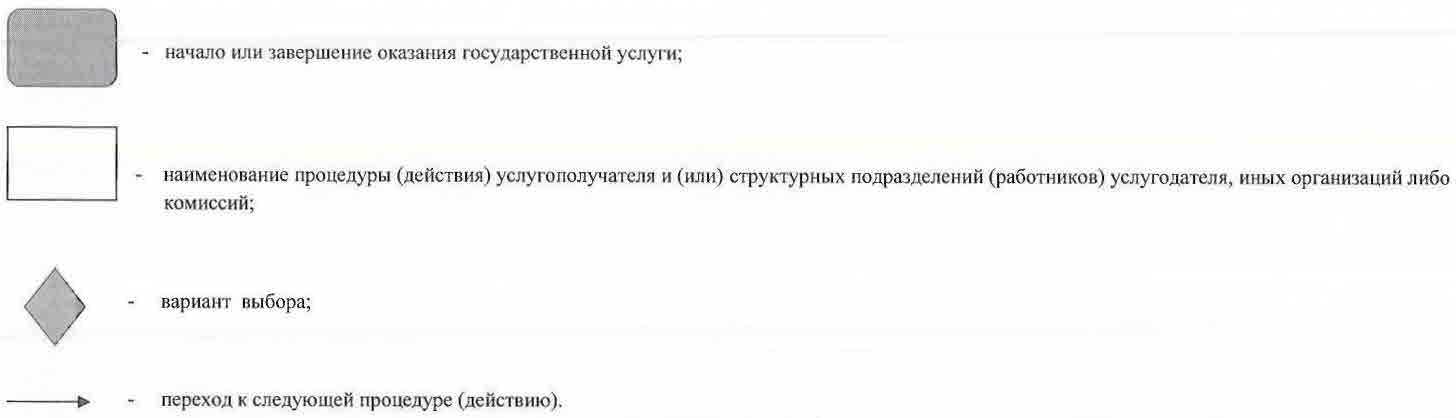 - начало или завершение оказания государственной услуги;
- наименование процедуры (действия) услугополучателя и (или) структурных подразделений (работников) услугодателя, иных организаций либо
комиссий;
- вариант выбора;
- переход к следующей процедуре (действию).